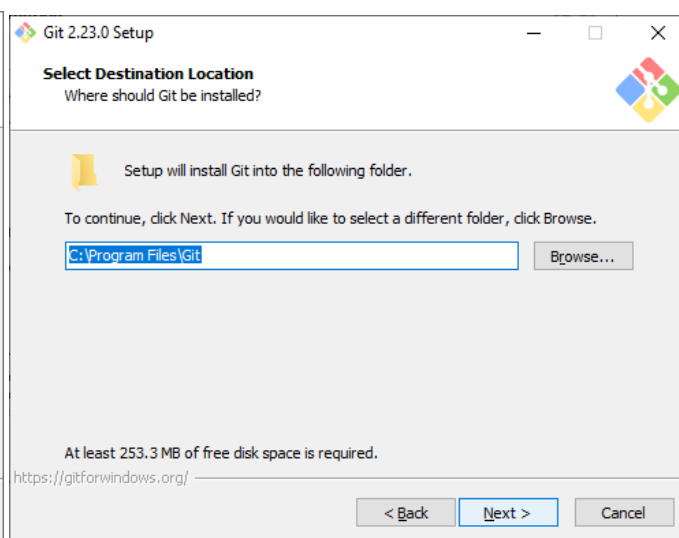 Git 2.23.0 Setup
Select Destination Location
Where should Git be installed?
Setup will install Git into the following folder.
To continue, click Next. If you would like to select a different folder, click Browse.
C:\Program Files\Git
Browse...
At least 253.3 MB of free disk space is required.
https://gitforwindows.org/
< Back
Next >
Cancel